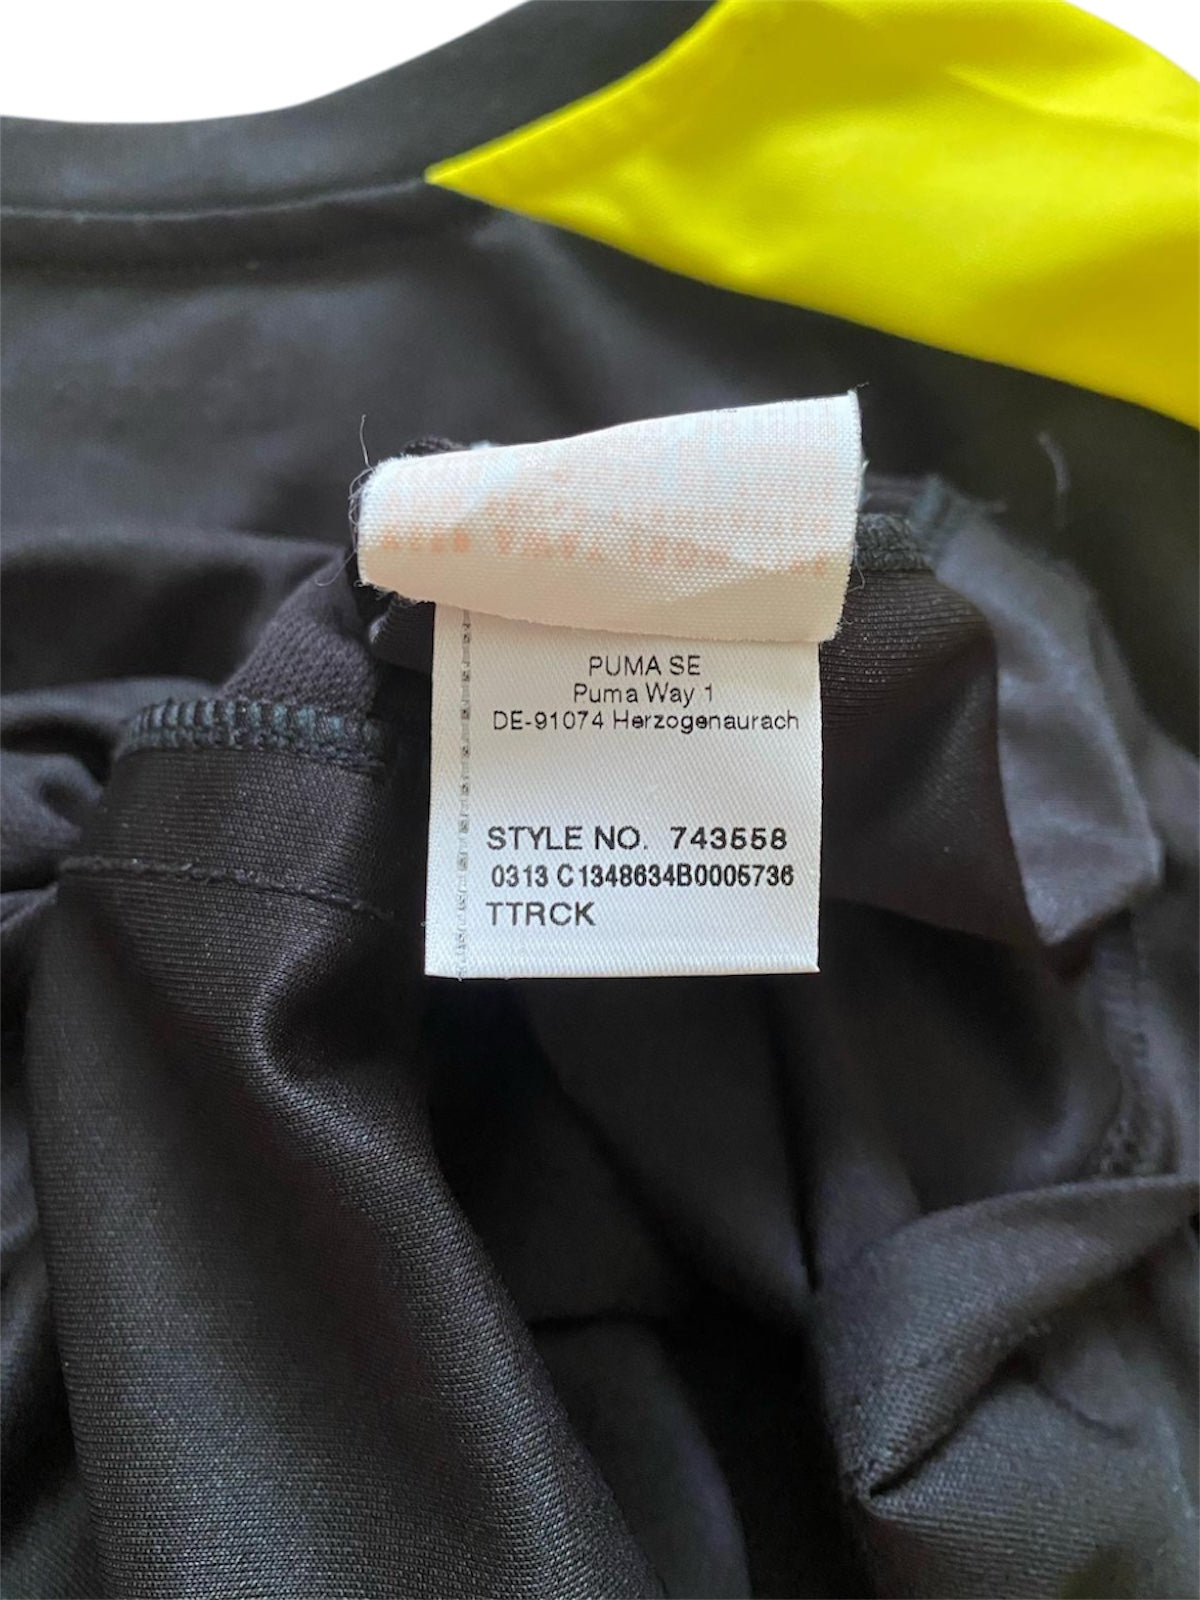 PUMA SE
Puma Way 1
DE-91074 Herzogenaurach
STYLE NO. 743558
0313 C1348634B0005736
TTRCK